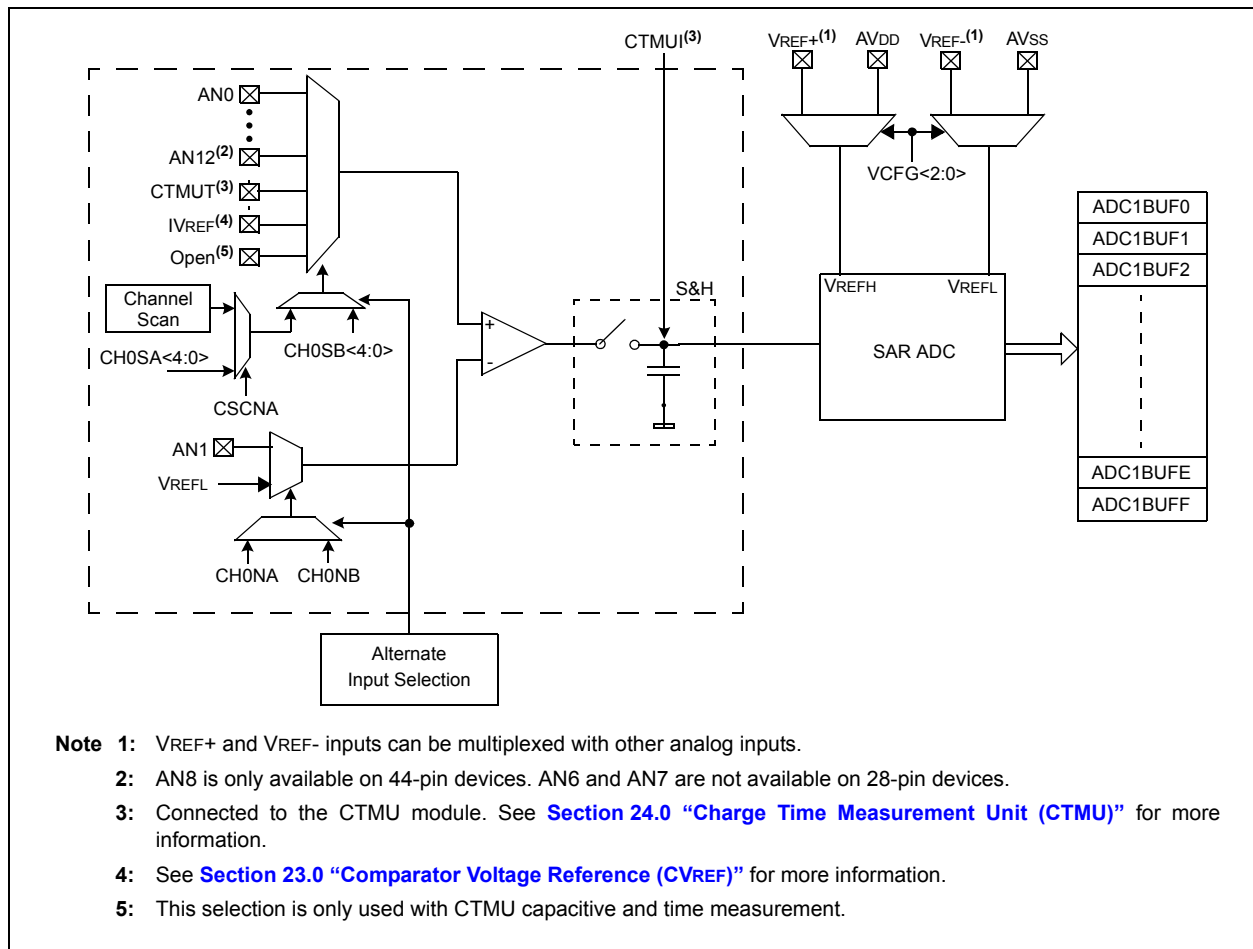 CTMUI(3)
VREF+(1) AVDD VREF-(1) AVSS
AN0
AN12(2)
CTMUT(3)
IVREF(4)
Open(5)
VCFG<2:0>
ADC1BUF0
ADC1BUF1
ADC1BUF2
Channel
Scan
CH0SA<4:0>
CH0SB<4:0>
CSCNA
+
-
S&H
VREFH VREFL
SAR ADC
AN1
VREFL
CH0NA CH0NB
ADC1BUFE
ADC1BUFF
Alternate
Input Selection
Note 1: VREF+ and VREF- inputs can be multiplexed with other analog inputs.
2: AN8 is only available on 44-pin devices. AN6 and AN7 are not available on 28-pin devices.
3: Connected to the CTMU module. See Section 24.0 “Charge Time Measurement Unit (CTMU)” for more
information.
4: See Section 23.0 “Comparator Voltage Reference (CVREF)” for more information.
5: This selection is only used with CTMU capacitive and time measurement.